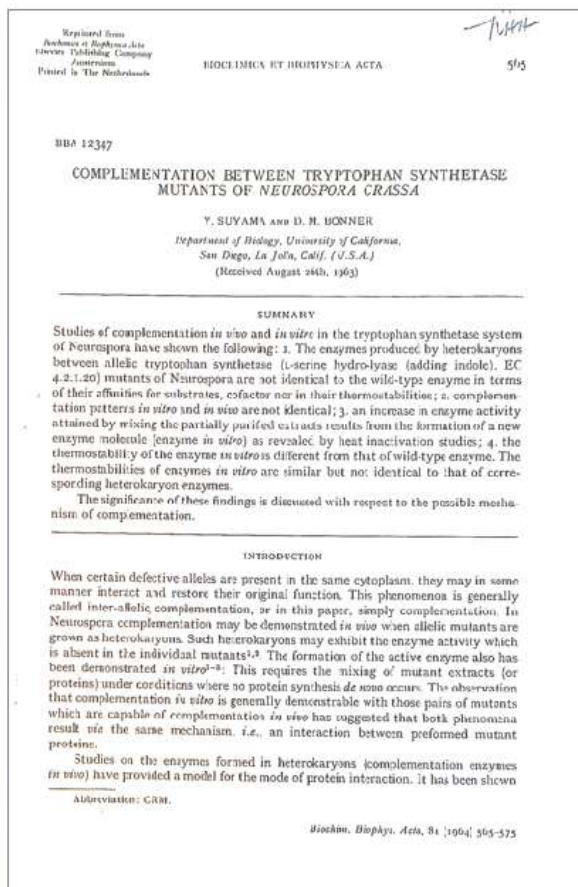 Reprinted from
Biochimica et Biophysica Acta
Elsevier Publishing Company
Amsterdam
Printed in The Netherlands
BIOCHIMICA ET BIOPHYSICA ACTA
565
BBA 12347
COMPLEMENTATION BETWEEN TRYPTOPHAN SYNTHETASE
MUTANTS OF NEUROSPORA CRASSA
Y. SUYAMA AND D. M. BONNER
Department of Biology, University of California,
San Diego, La Jolla, Calif. (U.S.A.)
(Received August 26th, 1963)
SUMMARY
Studies of complementation in vivo and in vitro in the tryptophan synthetase system
of Neurospora have shown the following: 1. The enzymes produced by heterokaryons
between allelic tryptophan synthetase (L-serine hydro-lyase (adding indole), EC
4.2.1.20) mutants of Neurospora are not identical to the wild-type enzyme in terms
of their affinities for substrates, cofactor nor in their thermostabilities; 2. complemen-
tation patterns in vitro and in vivo are not identical; 3. an increase in enzyme activity
attained by mixing the partially purified extracts results from the formation of a new
enzyme molecule (enzyme in vitro) as revealed by heat inactivation studies; 4. the
thermostability of the enzyme in vitro is different from that of wild-type enzyme. The
thermostabilities of enzymes in vitro are similar but not identical to that of corre-
sponding heterokaryon enzymes.
The significance of these findings is discussed with respect to the possible mecha-
nism of complementation.
INTRODUCTION
When certain defective alleles are present in the same cytoplasm, they may in some
manner interact and restore their original function. This phenomena is generally
called inter-allelic complementation, or in this paper, simply complementation. In
Neurospora complementation may be demonstrated in vivo when allelic mutants are
grown as heterokaryons. Such heterokaryons may exhibit the enzyme activity which
is absent in the individual mutants1,2. The formation of the active enzyme also has
been demonstrated in vitro1-3: This requires the mixing of mutant extracts (or
proteins) under conditions where no protein synthesis de novo occurs. The observation
that complementation in vitro is generally demonstrable with those pairs of mutants
which are capable of complementation in vivo has suggested that both phenomena
result via the same mechanism, i.e., an interaction between preformed mutant
proteins.
Studies on the enzymes formed in heterokaryons (complementation enzymes
in vivo) have provided a model for the mode of protein interaction. It has been shown
Abbreviation: CRM.
Biochim. Biophys. Acta, 81 (1964) 565-575